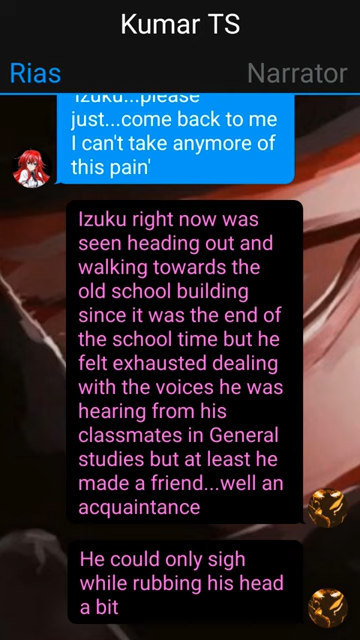 Kumar TS
Rias
Narrator
'Izuku...please
just...come back to me
I can't take anymore of
this pain'
Izuku right now was
seen heading out and
walking towards the
old school building
since it was the end of
the school time but he
felt exhausted dealing
with the voices he was
hearing from his
classmates in General
studies but at least he
made a friend...well an
acquaintance
He could only sigh
while rubbing his head
a bit